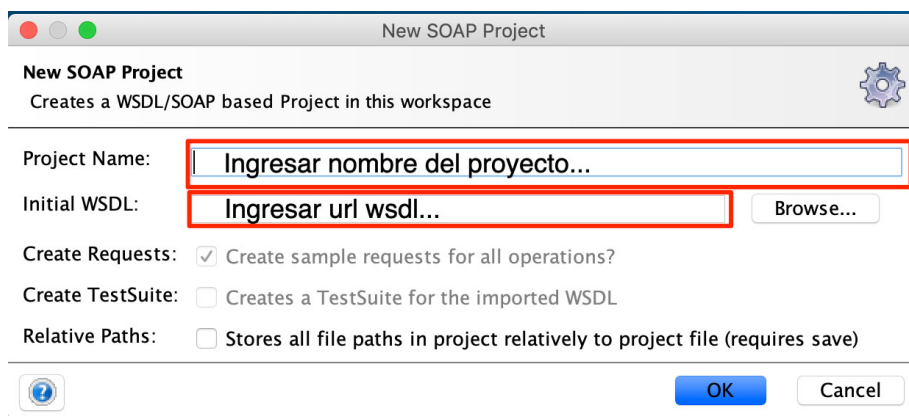 New SOAP Project
New SOAP Project
Creates a WSDL/SOAP based Project in this workspace
Project Name: Ingresar nombre del proyecto...
Initial WSDL: Ingresar url wsdl... Browse...
Create Requests: Create sample requests for all operations?
Create TestSuite: Creates a TestSuite for the imported WSDL
Relative Paths: Stores all file paths in project relatively to project file (requires save)
? OK Cancel